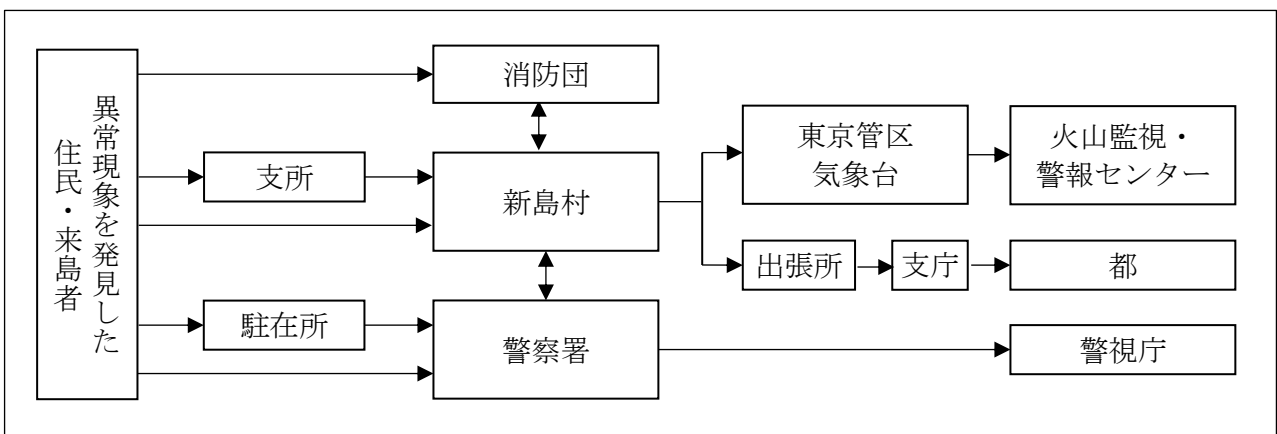 異常現象を発見した
住民・来島者
消防団
支所
新島村
駐在所
警察署
東京管区
気象台
火山監視・
警報センター
出張所
支庁
都
警視庁